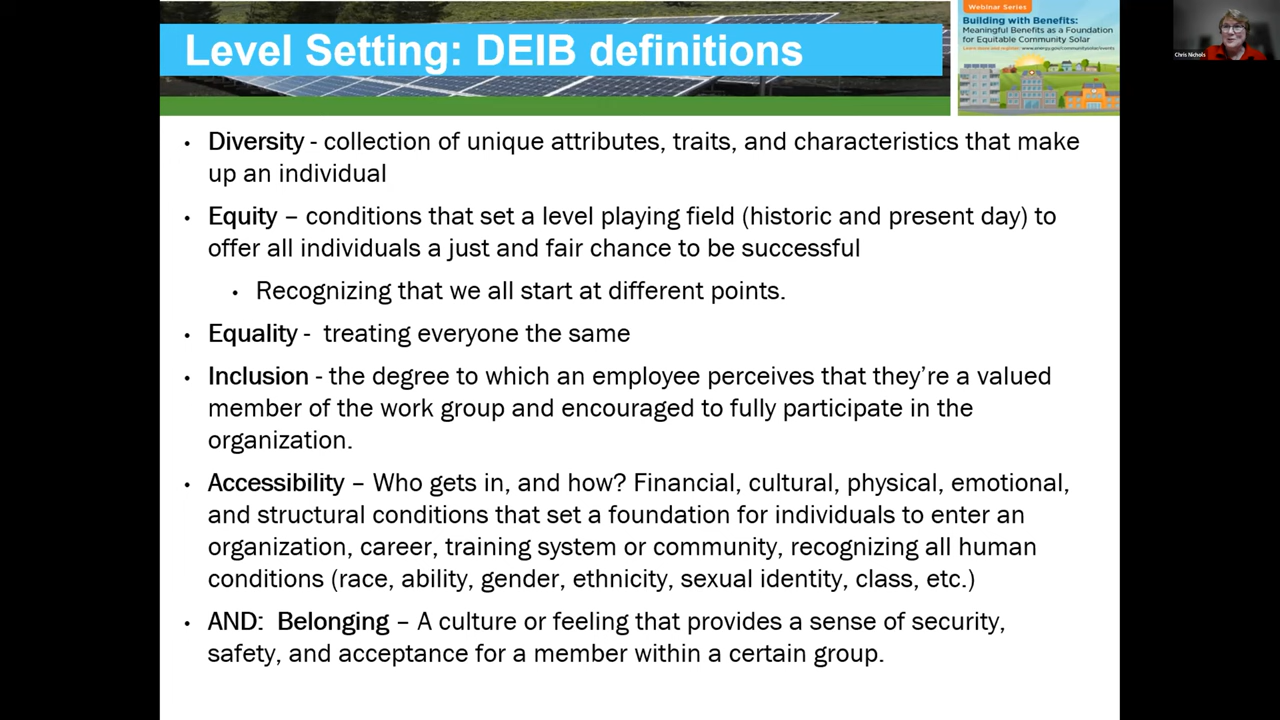 Level Setting: DEIB definitions
Webinar Series
Building with Benefits:
Meaningful Benefits as a Foundation
for Equitable Community Solar
Chris Nichols
• Diversity - collection of unique attributes, traits, and characteristics that make
up an individual
• Equity – conditions that set a level playing field (historic and present day) to
offer all individuals a just and fair chance to be successful
• Recognizing that we all start at different points.
• Equality -  treating everyone the same
• Inclusion - the degree to which an employee perceives that they’re a valued
member of the work group and encouraged to fully participate in the
organization.
• Accessibility – Who gets in, and how? Financial, cultural, physical, emotional,
and structural conditions that set a foundation for individuals to enter an
organization, career, training system or community, recognizing all human
conditions (race, ability, gender, ethnicity, sexual identity, class, etc.)
• AND:  Belonging – A culture or feeling that provides a sense of security,
safety, and acceptance for a member within a certain group.